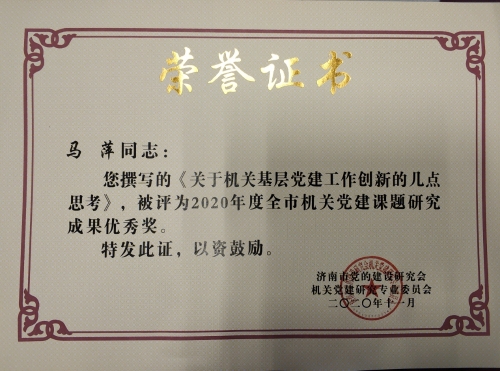 荣誉证书
马 萍同志：
您撰写的《关于机关基层党建工作创新的几点
思考》，被评为2020年度全市机关党建课题研究
成果优秀奖。
特发此证，以资鼓励。
济南市党的建设研究会
机关党建研究专业委员会
二〇二〇年十一月